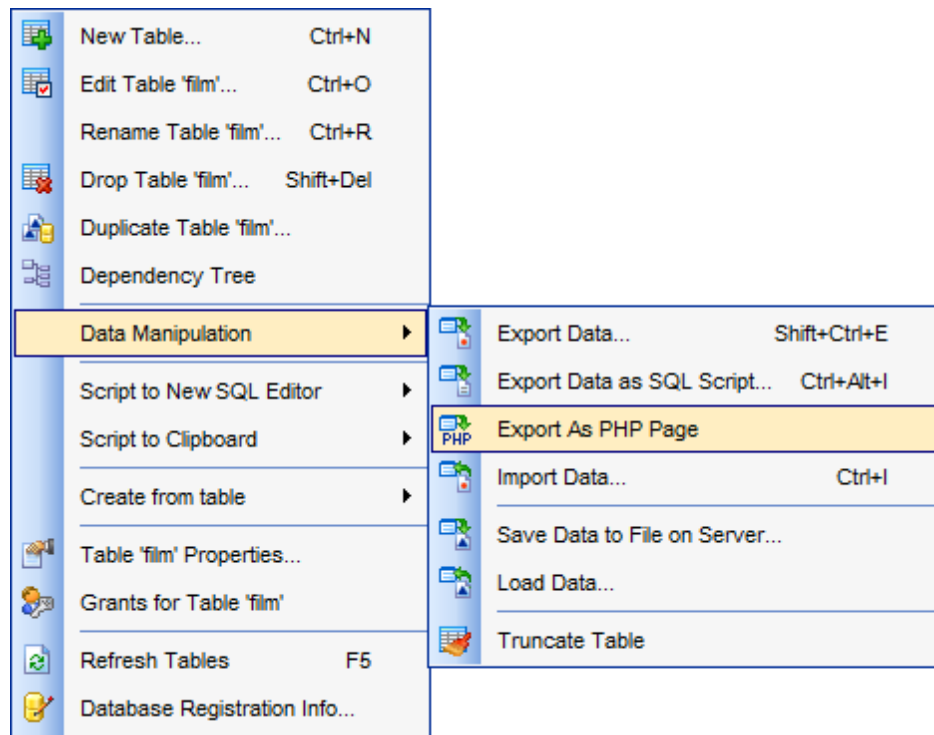 New Table... Ctrl+N
Edit Table 'film'... Ctrl+O
Rename Table 'film'... Ctrl+R
Drop Table 'film'... Shift+Del
Duplicate Table 'film'...
Dependency Tree
Data Manipulation
Script to New SQL Editor
Script to Clipboard
Create from table
Table 'film' Properties...
Grants for Table 'film'
Refresh Tables F5
Database Registration Info...
Export Data... Shift+Ctrl+E
Export Data as SQL Script... Ctrl+Alt+I
PHP Export As PHP Page
Import Data... Ctrl+I
Save Data to File on Server...
Load Data...
Truncate Table